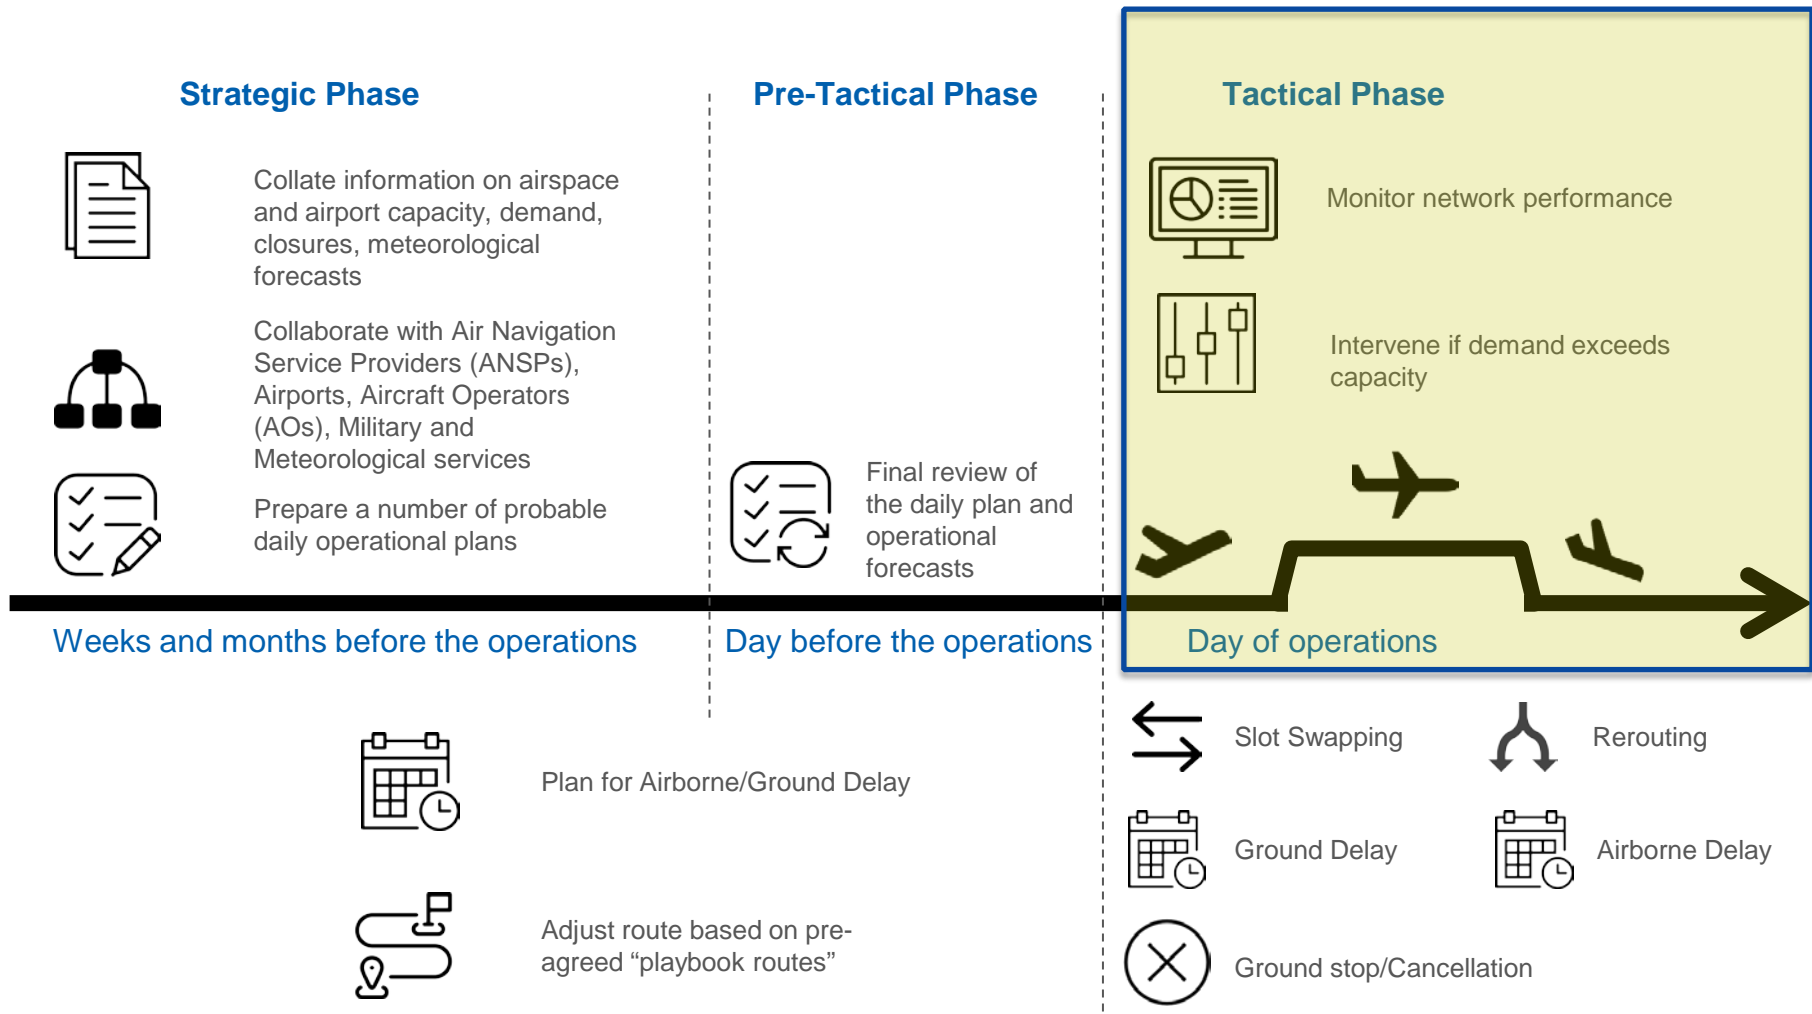 Strategic Phase
Collate information on airspace
and airport capacity, demand,
closures, meteorological
forecasts
Collaborate with Air Navigation
Service Providers (ANSPs),
Airports, Aircraft Operators
(AOs), Military and
Meteorological services
Prepare a number of probable
daily operational plans
Weeks and months before the operations
Pre-Tactical Phase
Final review of
the daily plan and
operational
forecasts
Day before the operations
Tactical Phase
Monitor network performance
Intervene if demand exceeds
capacity
Day of operations
Plan for Airborne/Ground Delay
Adjust route based on pre-
agreed “playbook routes”
Slot Swapping
Rerouting
Ground Delay
Airborne Delay
Ground stop/Cancellation